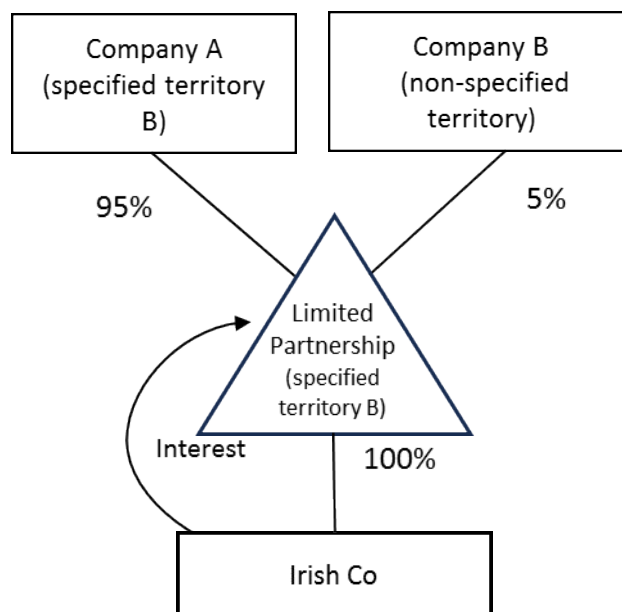 Company A
(specified territory
B)
Company B
(non-specified
territory)
95%
5%
Limited
Partnership
(specified
territory B)
Interest
100%
Irish Co